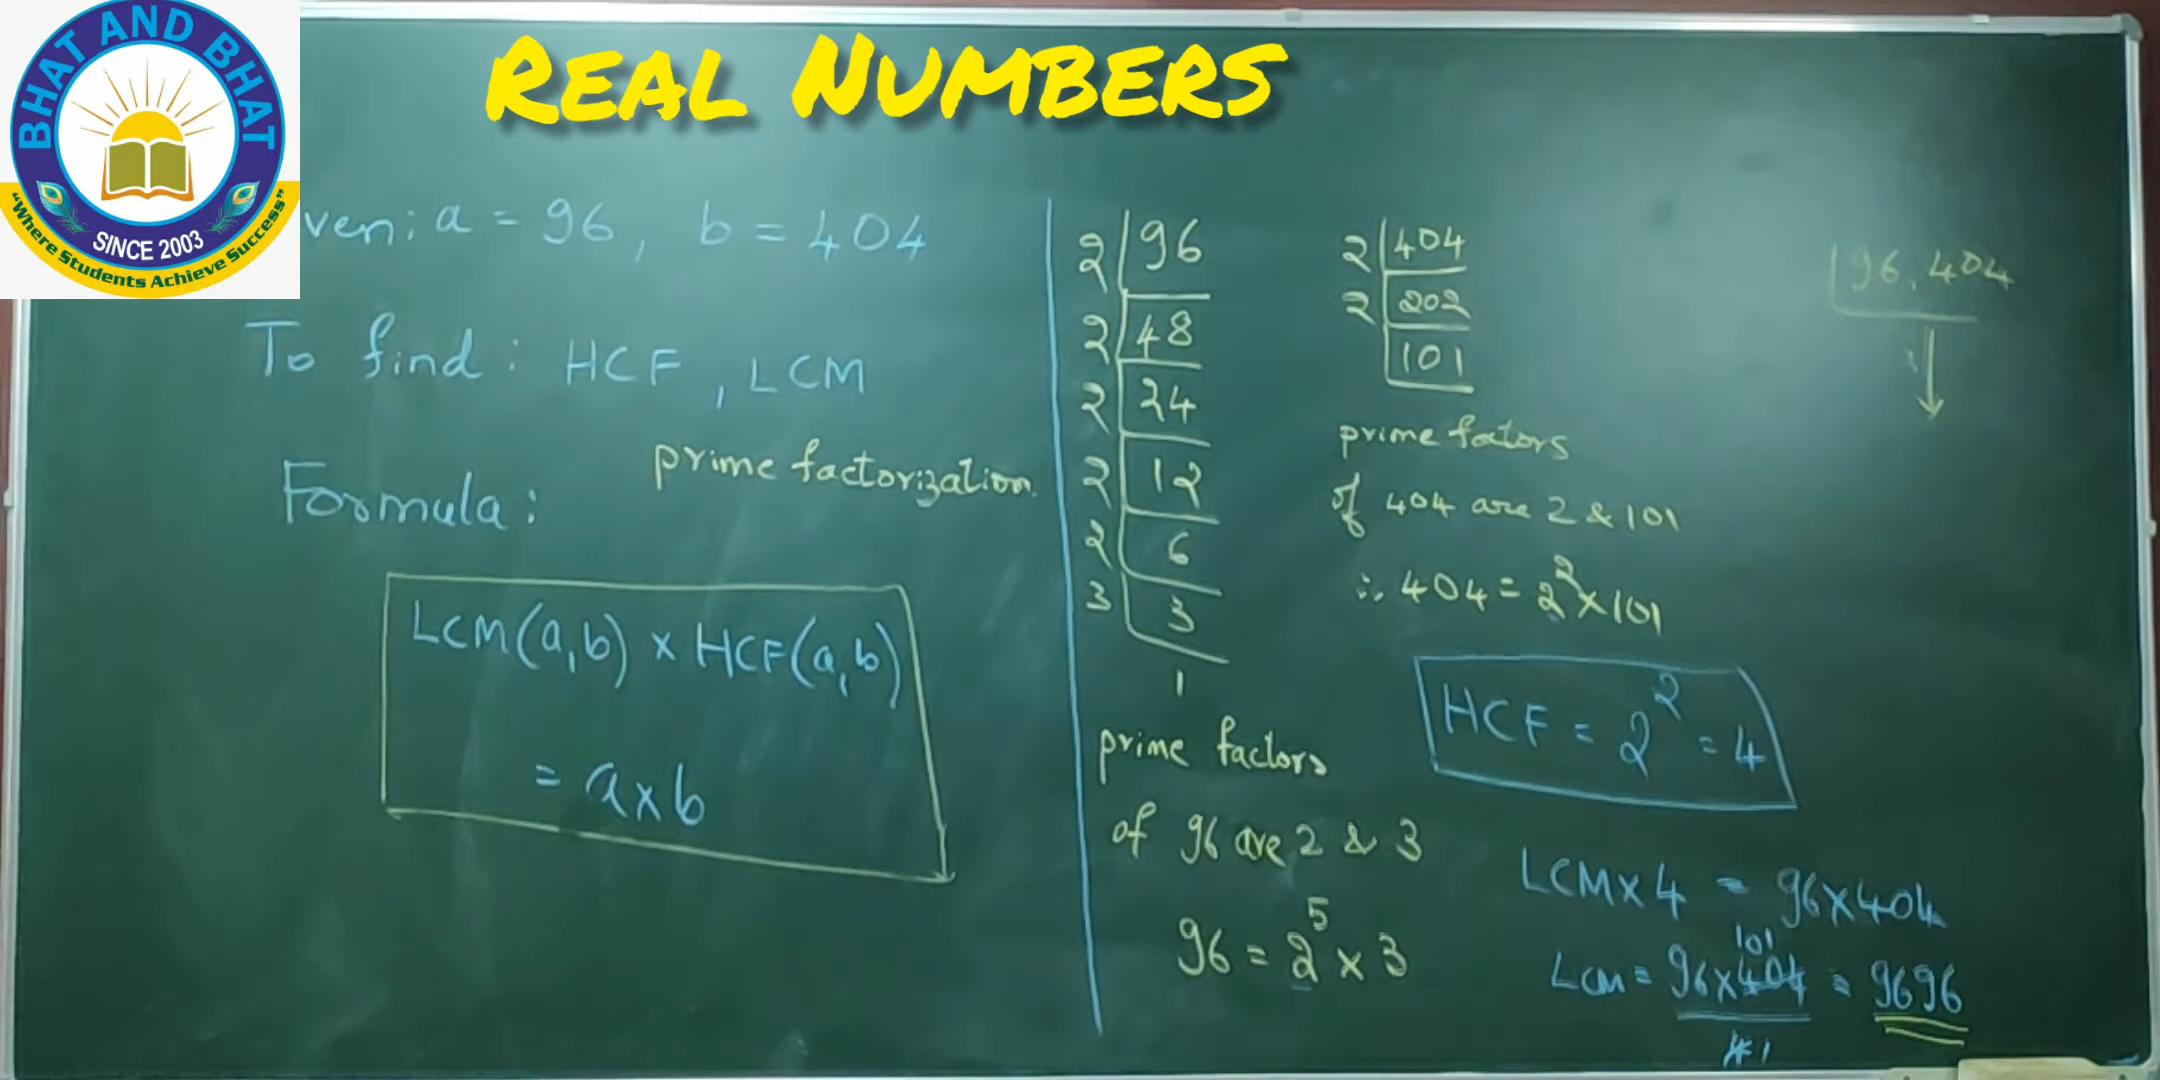 BHAT AND BHAT
SINCE 2003
"Where Students Achieve Success"
REAL NUMBERS
ven: a = 96, b = 404
To find: HCF, LCM
Formula:
prime factorization.
LCM(a,b) × HCF(a,b)
= a×b
2 | 96
2 | 48
2 | 24
2 | 12
2 | 6
3 | 3
1
prime factors
of 96 are 2 & 3
96 = 2⁵ × 3
2 | 404
2 | 202
| 101
prime factors
of 404 are 2 & 101
∴ 404 = 2² × 101
HCF = 2² = 4
LCM × 4 = 96×404
101
LCM = 96×404 = 9696
4 1
| 96, 404